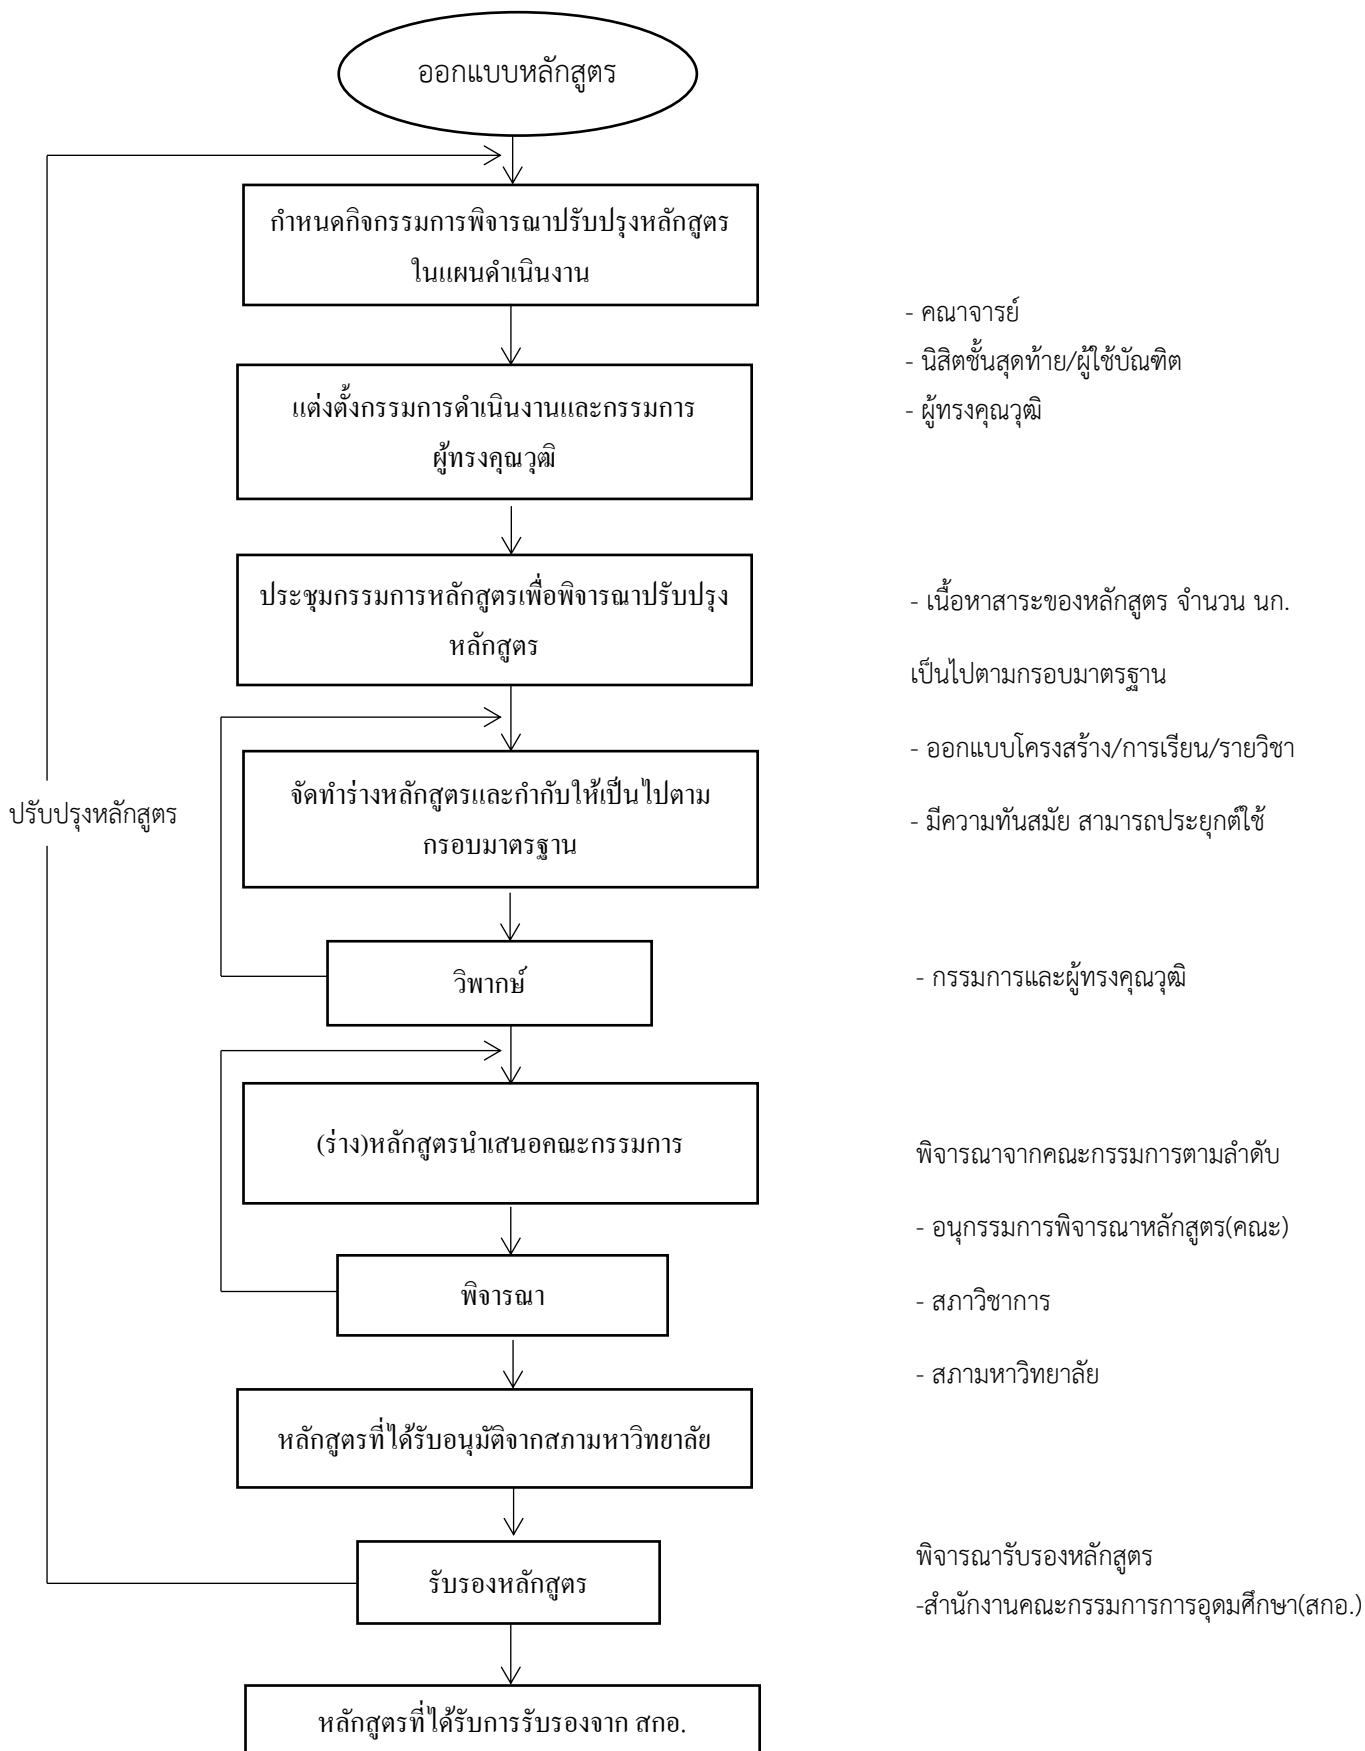 ออกแบบหลักสูตร
กำหนดกิจกรรมการพิจารณาปรับปรุงหลักสูตร
ในแผนดำเนินงาน
- คณาจารย์
- นิสิตชั้นสุดท้าย/ผู้ใช้บัณฑิต
- ผู้ทรงคุณวุฒิ
แต่งตั้งกรรมการดำเนินงานและกรรมการ
ผู้ทรงคุณวุฒิ
ประชุมกรรมการหลักสูตรเพื่อพิจารณาปรับปรุง
หลักสูตร
- เนื้อหาสาระของหลักสูตร จำนวน นก.
เป็นไปตามกรอบมาตรฐาน
- ออกแบบโครงสร้าง/การเรียน/รายวิชา
- มีความทันสมัย สามารถประยุกต์ใช้
จัดทำร่างหลักสูตรและกำกับให้เป็นไปตาม
กรอบมาตรฐาน
ปรับปรุงหลักสูตร
วิพากษ์
- กรรมการและผู้ทรงคุณวุฒิ
(ร่าง)หลักสูตรนำเสนอคณะกรรมการ
พิจารณาจากคณะกรรมการตามลำดับ
- อนุกรรมการพิจารณาหลักสูตร(คณะ)
- สภาวิชาการ
- สภามหาวิทยาลัย
พิจารณา
หลักสูตรที่ได้รับอนุมัติจากสภามหาวิทยาลัย
รับรองหลักสูตร
พิจารณารับรองหลักสูตร
-สำนักงานคณะกรรมการการอุดมศึกษา(สกอ.)
หลักสูตรที่ได้รับการรับรองจาก สกอ.